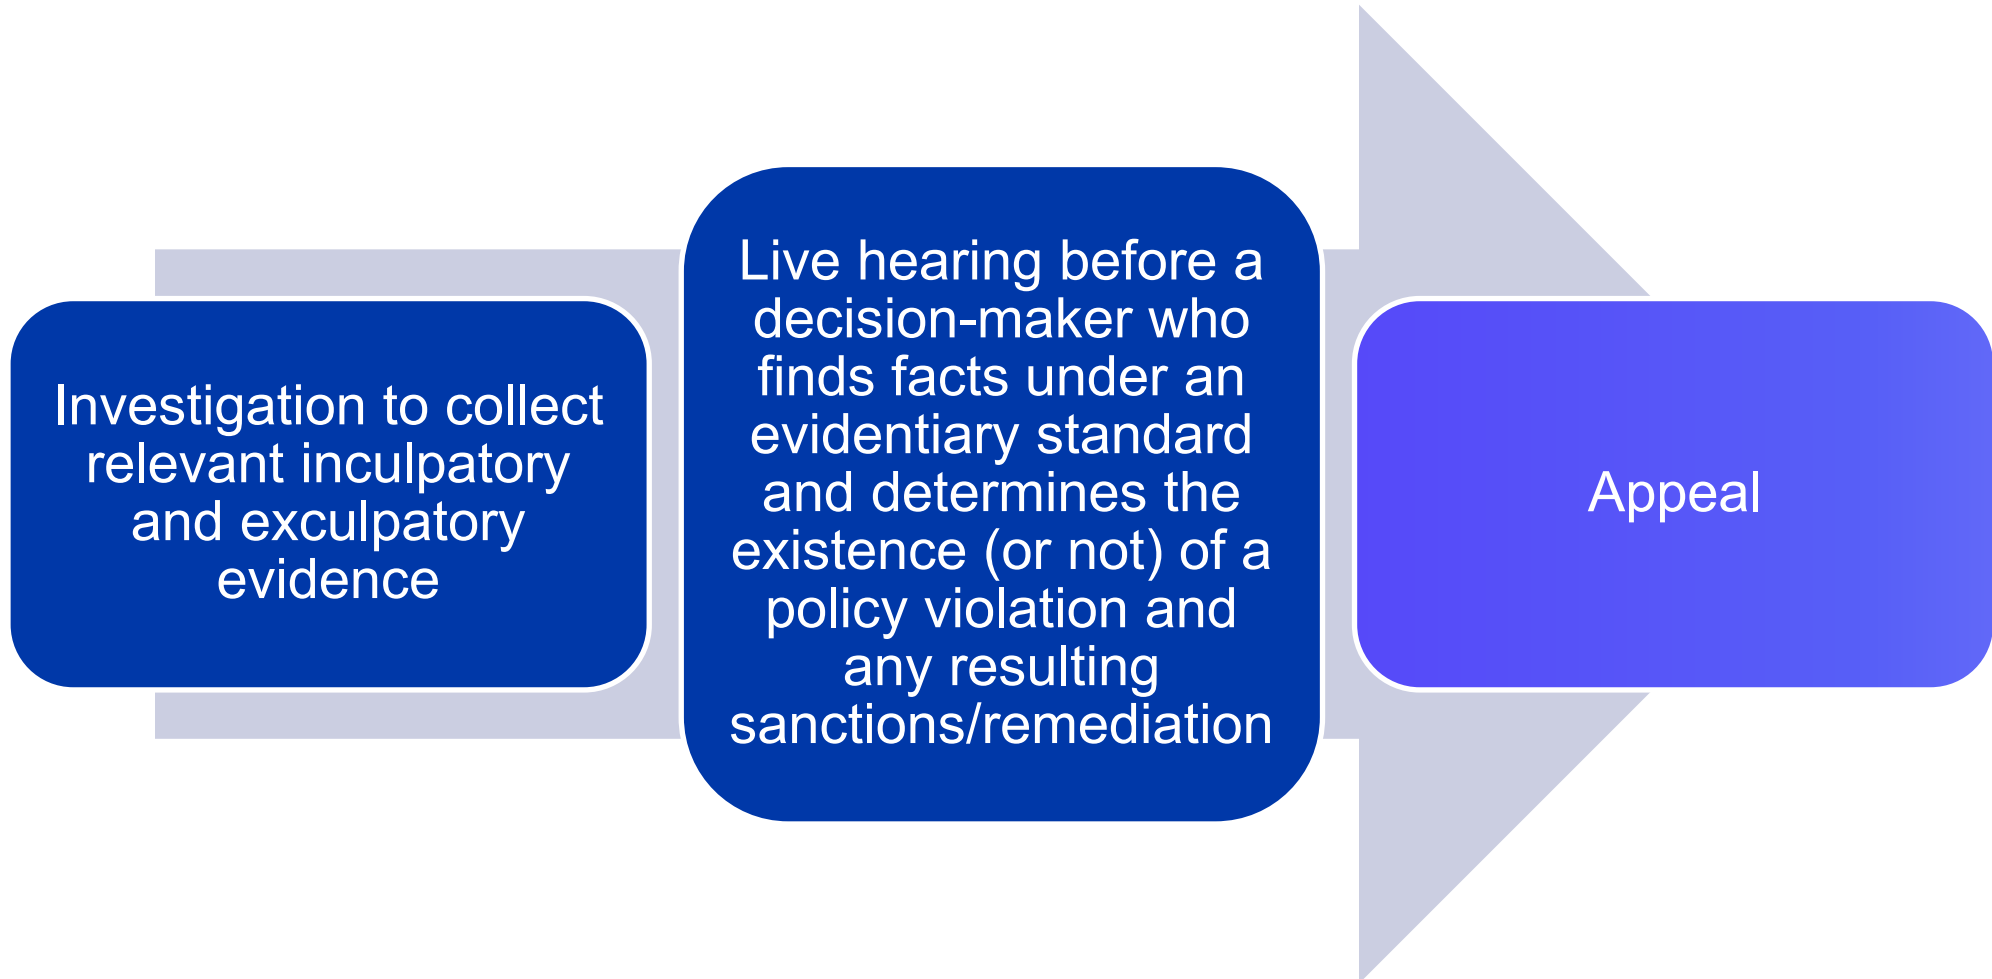 Investigation to collect
relevant inculpatory
and exculpatory
evidence
Live hearing before a
decision-maker who
finds facts under an
evidentiary standard
and determines the
existence (or not) of a
policy violation and
any resulting
sanctions/remediation
Appeal